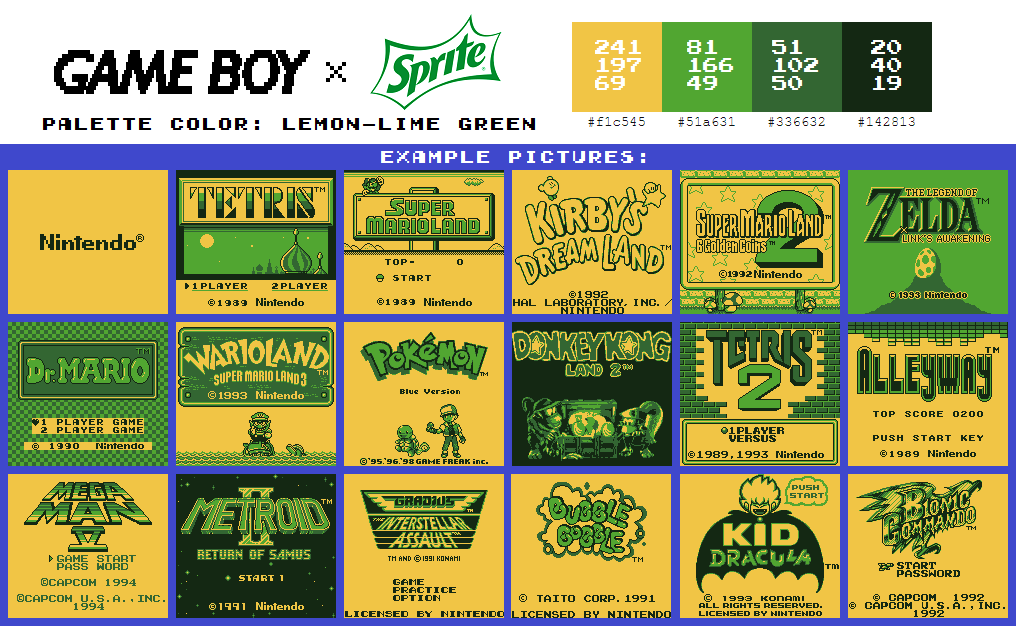 GAME BOY × Sprite®
PALETTE COLOR: LEMON-LIME GREEN
241 197 69
81 166 49
51 102 50
20 40 19
#f1c545 #51a631 #336632 #142813
EXAMPLE PICTURES:
Nintendo®
TETRIS™
1PLAYER 2PLAYER
©1989 Nintendo
SUPER
MARIOLAND
TOP- 0
START
©1989 Nintendo
KIRBY'S
DREAM LAND™
©1992
HAL LABORATORY, INC. /
NINTENDO
SUPER MARIO LAND 2™
6 Golden Coins™
©1992 Nintendo
THE LEGEND OF
ZELDA™
LINK'S AWAKENING
© 1993 Nintendo
Dr. MARIO™
1 PLAYER GAME
2 PLAYER GAME
© 1990 Nintendo
WARIOLAND
SUPER MARIO LAND 3™
©1993 Nintendo
POKéMON™
Blue Version
©'95.'96.'98 GAME FREAK inc.
DONKEY KONG
LAND 2™
TETRIS™
2
1PLAYER
VERSUS
©1989,1993 Nintendo
ALLEYWAY™
TOP SCORE 0200
PUSH START KEY
©1989 Nintendo
MEGA
MAN
IV
GAME START
PASS WORD
©CAPCOM 1994
©CAPCOM U.S.A.,INC.
1994
METROID™
II
RETURN OF SAMUS
START 1
©1991 Nintendo
GRADIUS
THE INTERSTELLAR
ASSAULT™
TM AND ©1991 KONAMI
GAME
PRACTICE
OPTION
LICENSED BY NINTENDO
BUBBLE
BOBBLE™
© TAITO CORP. 1991
LICENSED BY NINTENDO
PUSH
START
KID
DRACULA™
© 1993 KONAMI
ALL RIGHTS RESERVED.
LICENSED BY NINTENDO
BIONIC
COMMANDO™
START
PASSWORD
© CAPCOM 1992
© CAPCOM U.S.A.,INC.
1992